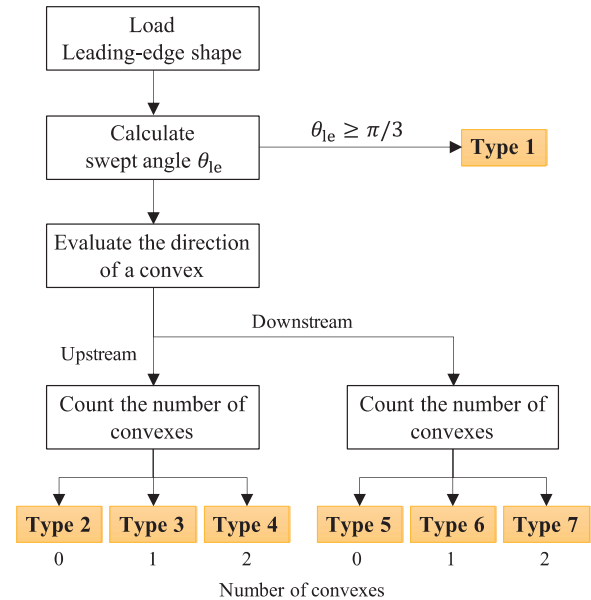 Load
Leading-edge shape
Calculate
swept angle θle
θle ≥ π/3
Type 1
Evaluate the direction
of a convex
Downstream
Upstream
Count the number of
convexes
Count the number of
convexes
Type 2 Type 3 Type 4 Type 5 Type 6 Type 7
0 1 2 0 1 2
Number of convexes